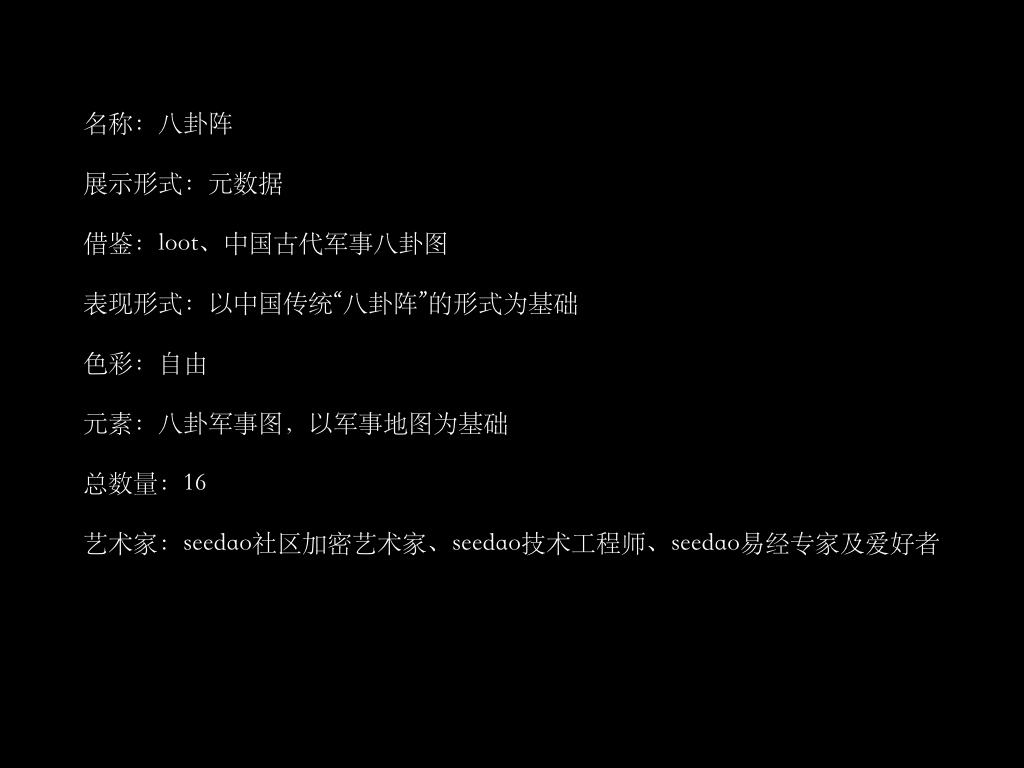 名称：八卦阵
展示形式：元数据
借鉴：loot、中国古代军事八卦图
表现形式：以中国传统“八卦阵”的形式为基础
色彩：自由
元素：八卦军事图，以军事地图为基础
总数量：16
艺术家：seedao社区加密艺术家、seedao技术工程师、seedao易经专家及爱好者